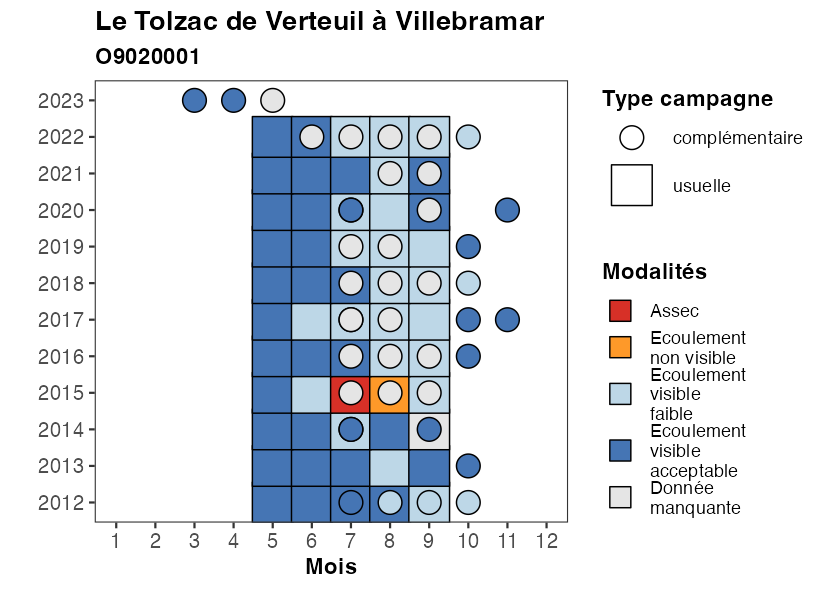 Le Tolzac de Verteuil à Villebramar
O9020001
2023
2022
2021
2020
2019
2018
2017
2016
2015
2014
2013
2012
1 2 3 4 5 6 7 8 9 10 11 12
Mois
Type campagne
complémentaire
usuelle
Modalités
Assec
Ecoulement
non visible
Ecoulement
visible
faible
Ecoulement
visible
acceptable
Donnée
manquante